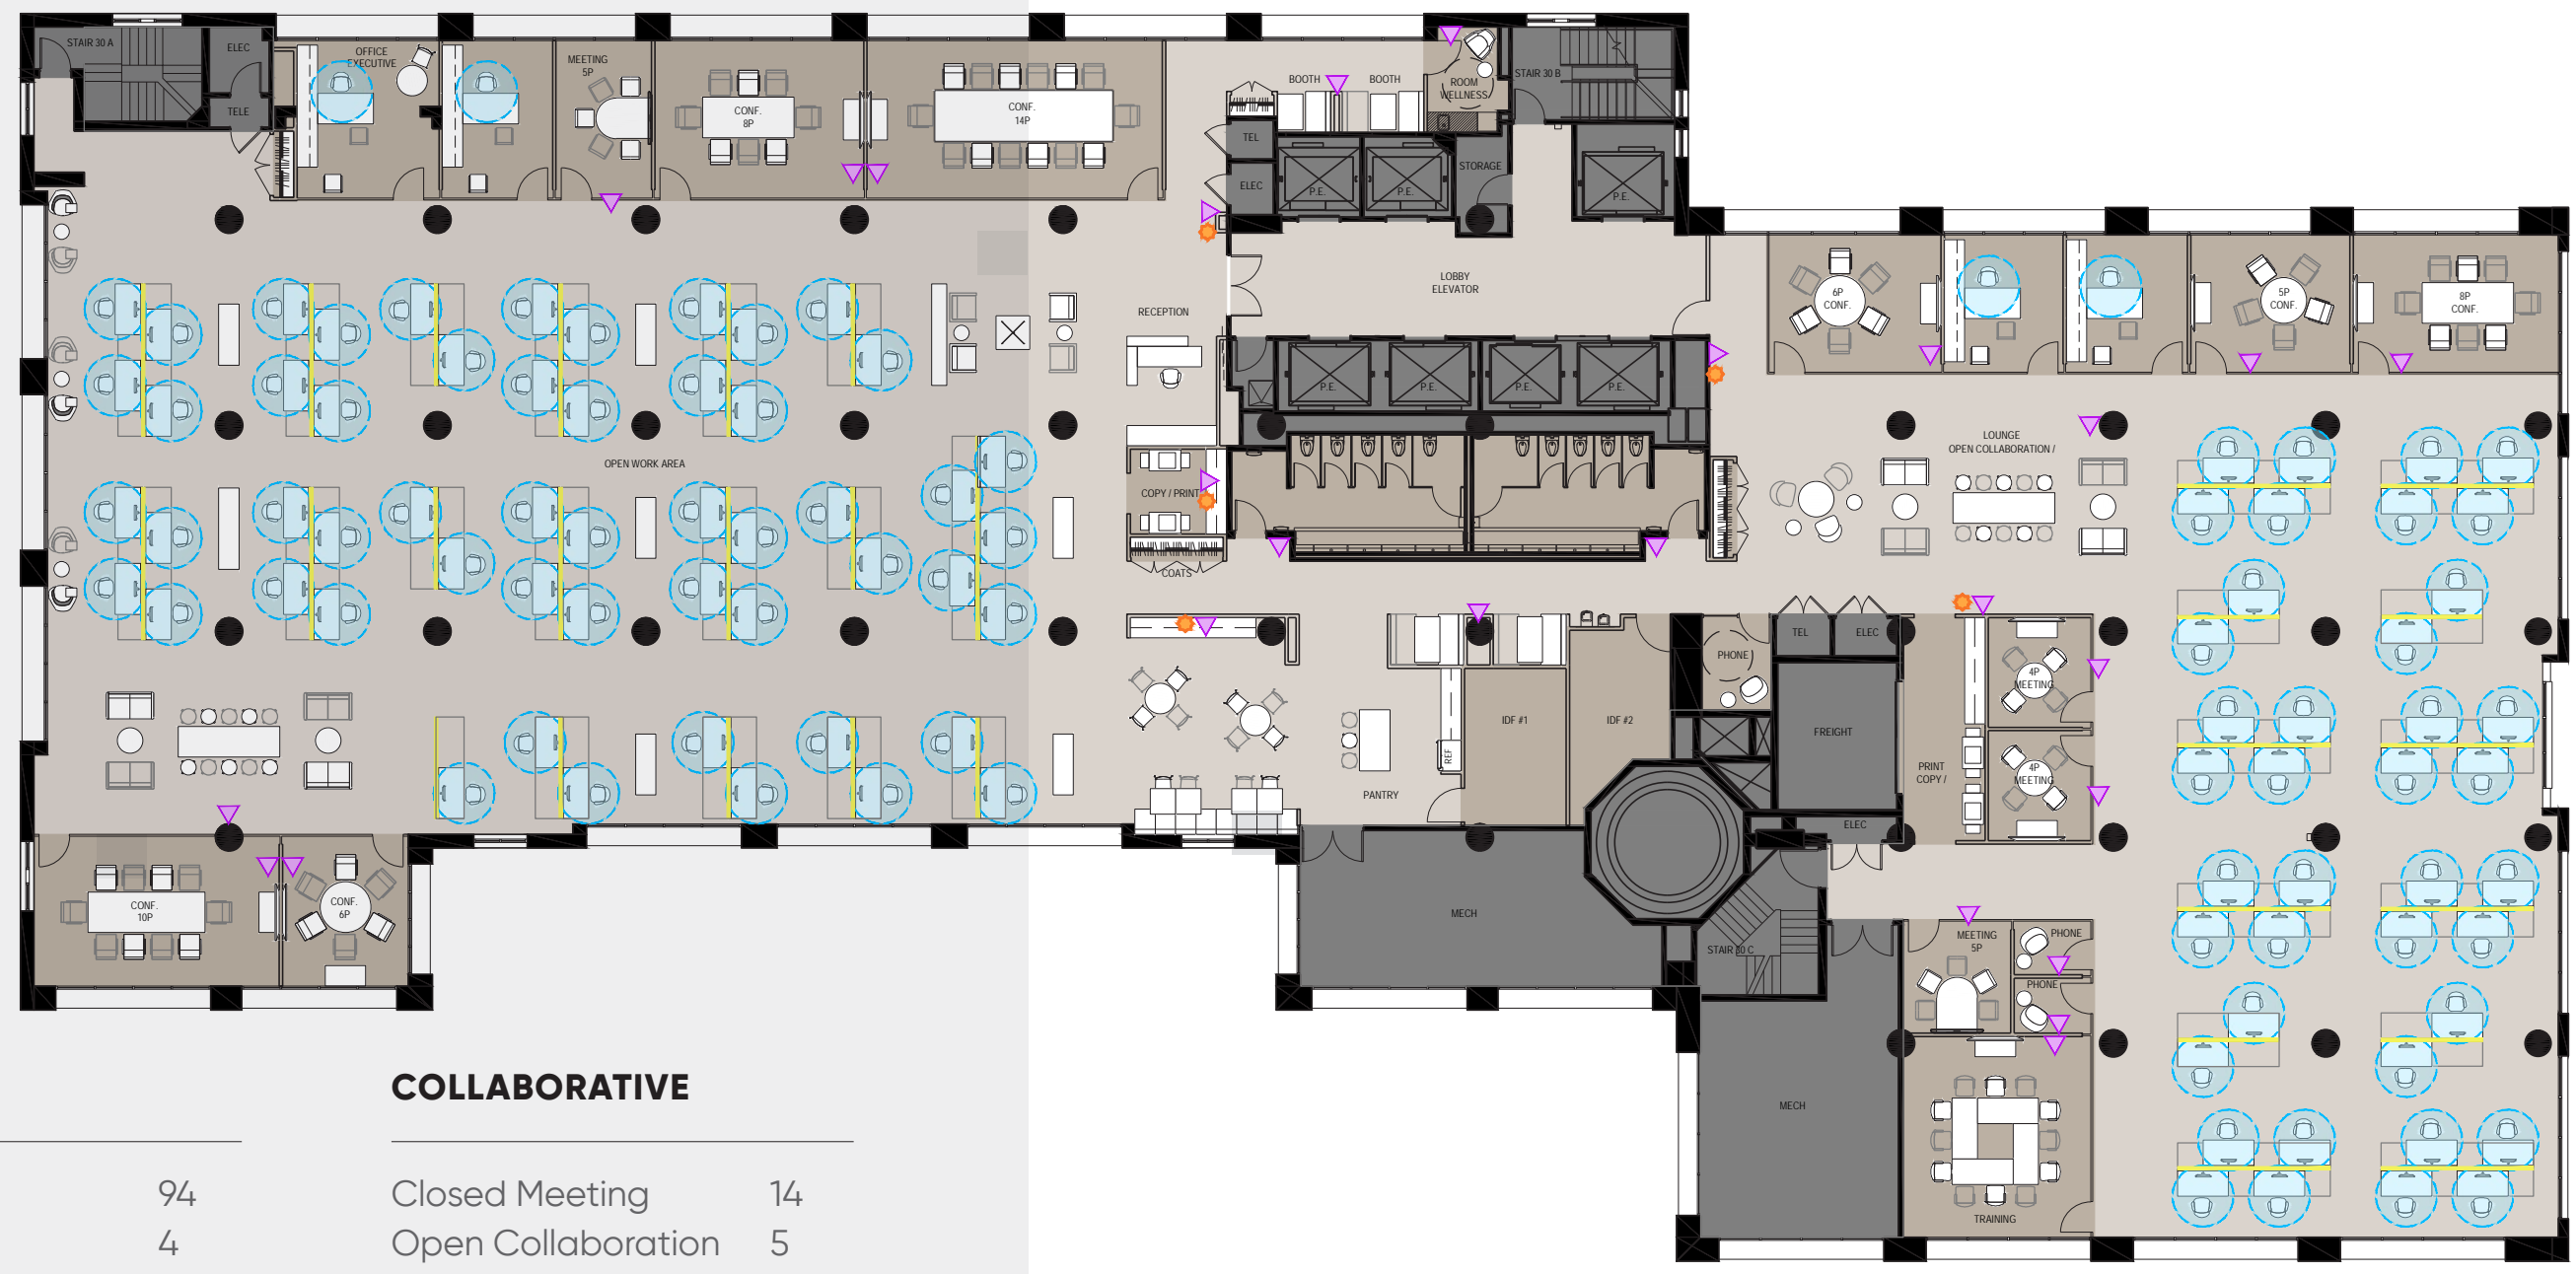 STAIR 30 A
ELEC
TELE
OFFICE
EXECUTIVE
MEETING
5P
CONF.
8P
CONF.
14P
BOOTH
BOOTH
ROOM
WELLNESS
STAIR 30 B
TEL
ELEC
P.E.
P.E.
STORAGE
P.E.
LOBBY
ELEVATOR
RECEPTION
P.E.
P.E.
P.E.
P.E.
6P
CONF.
5P
CONF.
8P
CONF.
OPEN WORK AREA
COPY / PRINT
COATS
LOUNGE
OPEN COLLABORATION /
PHONE
TEL
ELEC
4P
MEETING
IDF #1
IDF #2
FREIGHT
REF
PRINT
COPY /
4P
MEETING
PANTRY
ELEC
CONF.
10P
CONF.
6P
MECH
STAIR 30 C
MEETING
5P
PHONE
PHONE
MECH
TRAINING
COLLABORATIVE
94
Closed Meeting 14
4
Open Collaboration 5